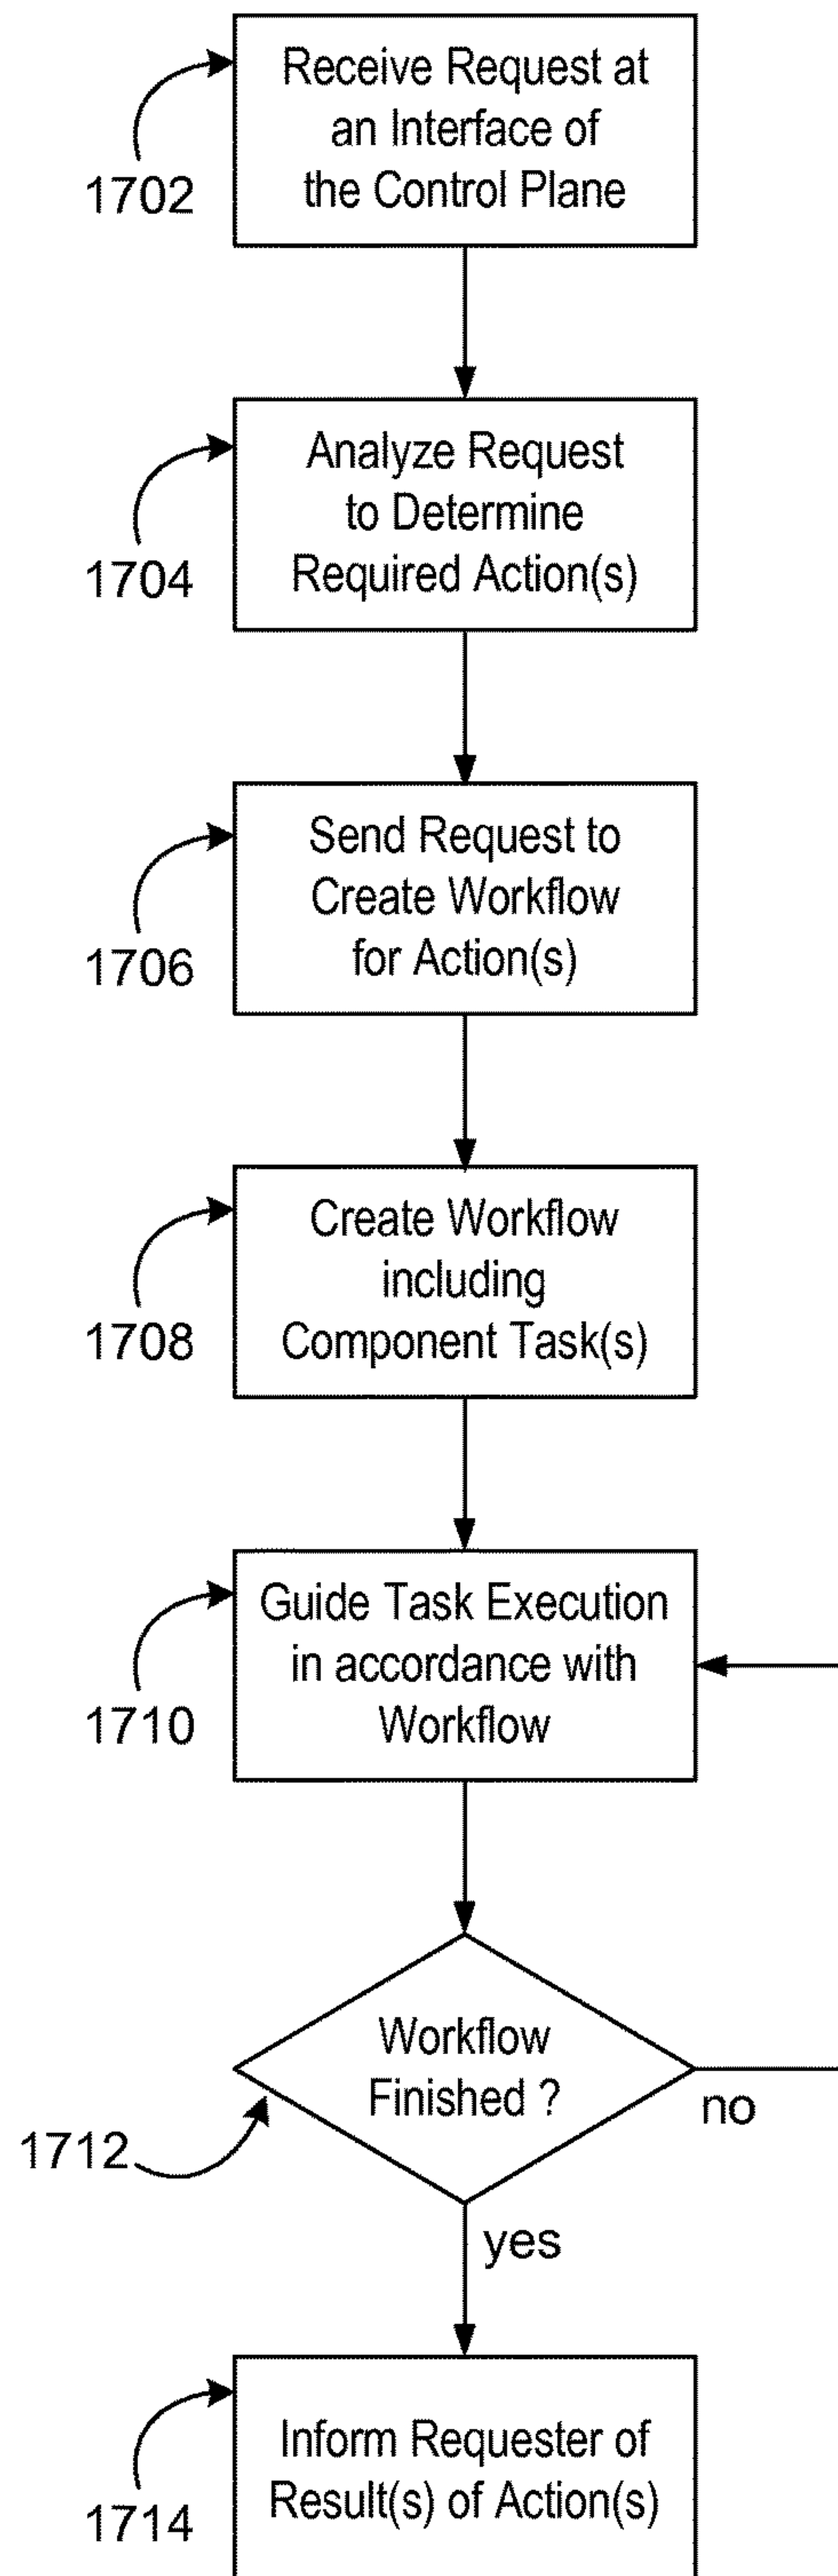 Receive Request at
an Interface of
the Control Plane
1702
Analyze Request
to Determine
Required Action(s)
1704
Send Request to
Create Workflow
for Action(s)
1706
Create Workflow
including
Component Task(s)
1708
Guide Task Execution
in accordance with
Workflow
1710
Workflow
Finished ?
no
1712
yes
Inform Requester of
Result(s) of Action(s)
1714